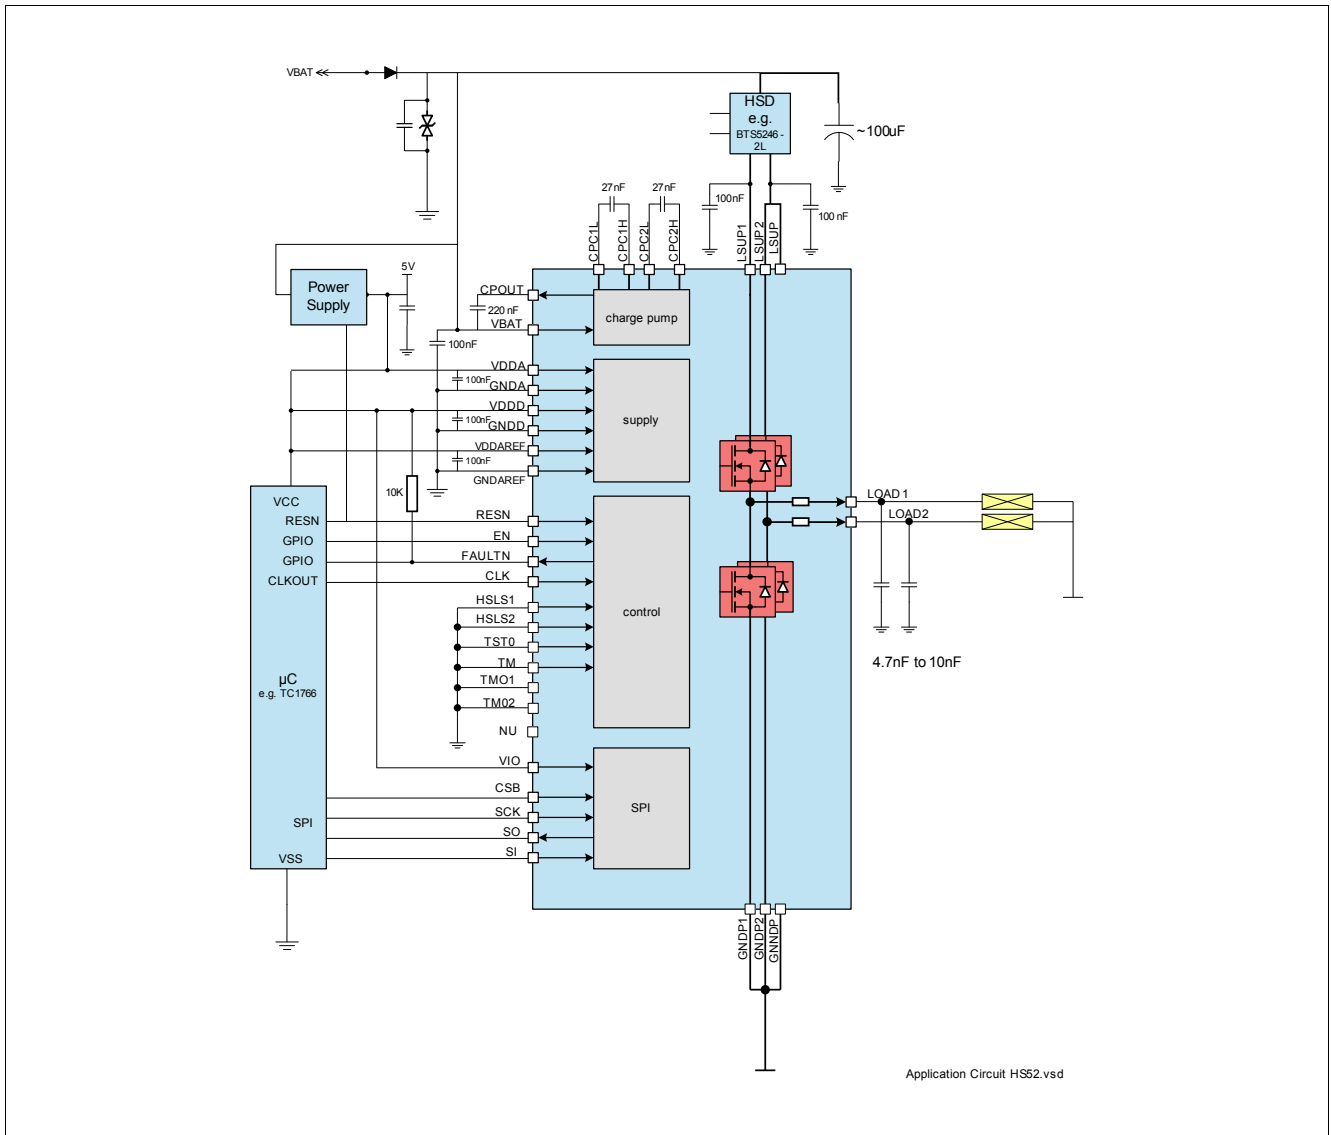 VBAT
HSD
e.g.
BTS5246 -
2L
~100uF
27nF
27nF
100nF
100 nF
CPC1L
CPC1H
CPC2L
CPC2H
LSUP1
LSUP 2
LSUP
5V
Power
Supply
CPOUT
220 nF
VBAT
100nF
charge pump
VDDA
100nF
GNDA
VDDD
100nF
GNDD
VDDAREF
100nF
GNDAREF
supply
10K
VCC
RESN
GPIO
GPIO
CLKOUT
RESN
EN
FAULTN
CLK
HSLS1
HSLS2
TST0
TM
TMO1
TM02
NU
control
LOAD1
LOAD2
4.7nF to 10nF
µC
e.g. TC1766
VIO
CSB
SCK
SO
SI
SPI
SPI
VSS
GNDP1
GNDP2
GNNDP
Application Circuit HS52.vsd